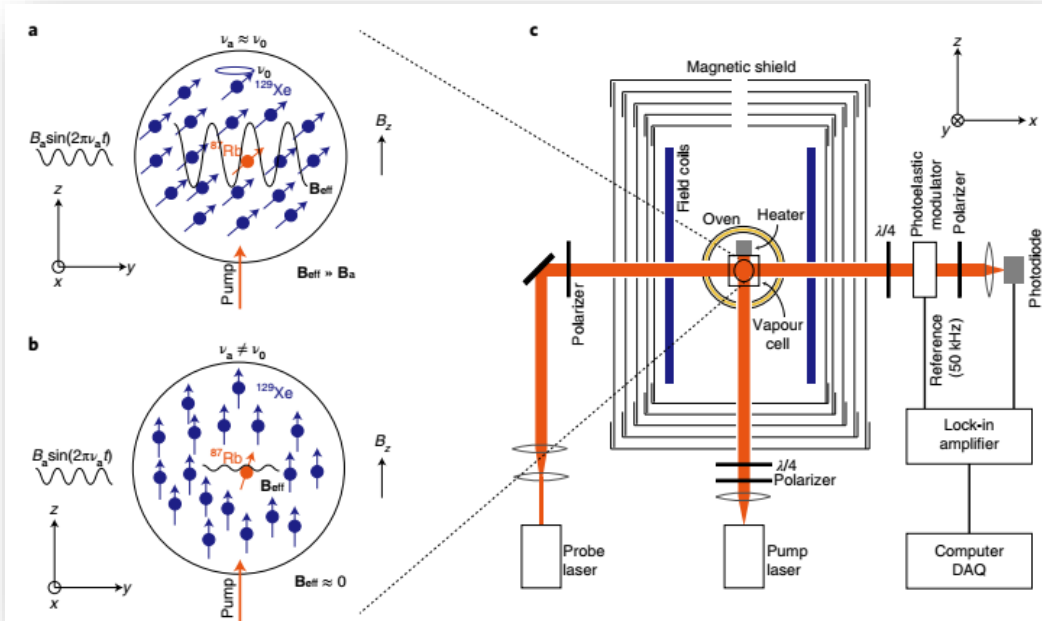 a
νa ≈ ν0
ν0
129Xe
Ba sin(2πνat)
87Rb
Beff
Bz
z
y
x
Pump
Beff » Ba
b
νa ≠ ν0
129Xe
Ba sin(2πνat)
87Rb
Beff
Bz
z
y
x
Pump
Beff ≈ 0
c
Magnetic shield
z
y
x
Field coils
Oven
Heater
Polarizer
Vapour
cell
λ/4
Photoelastic
modulator
Polarizer
Photodiode
Reference
(50 kHz)
λ/4
Polarizer
Lock-in
amplifier
Probe
laser
Pump
laser
Computer
DAQ